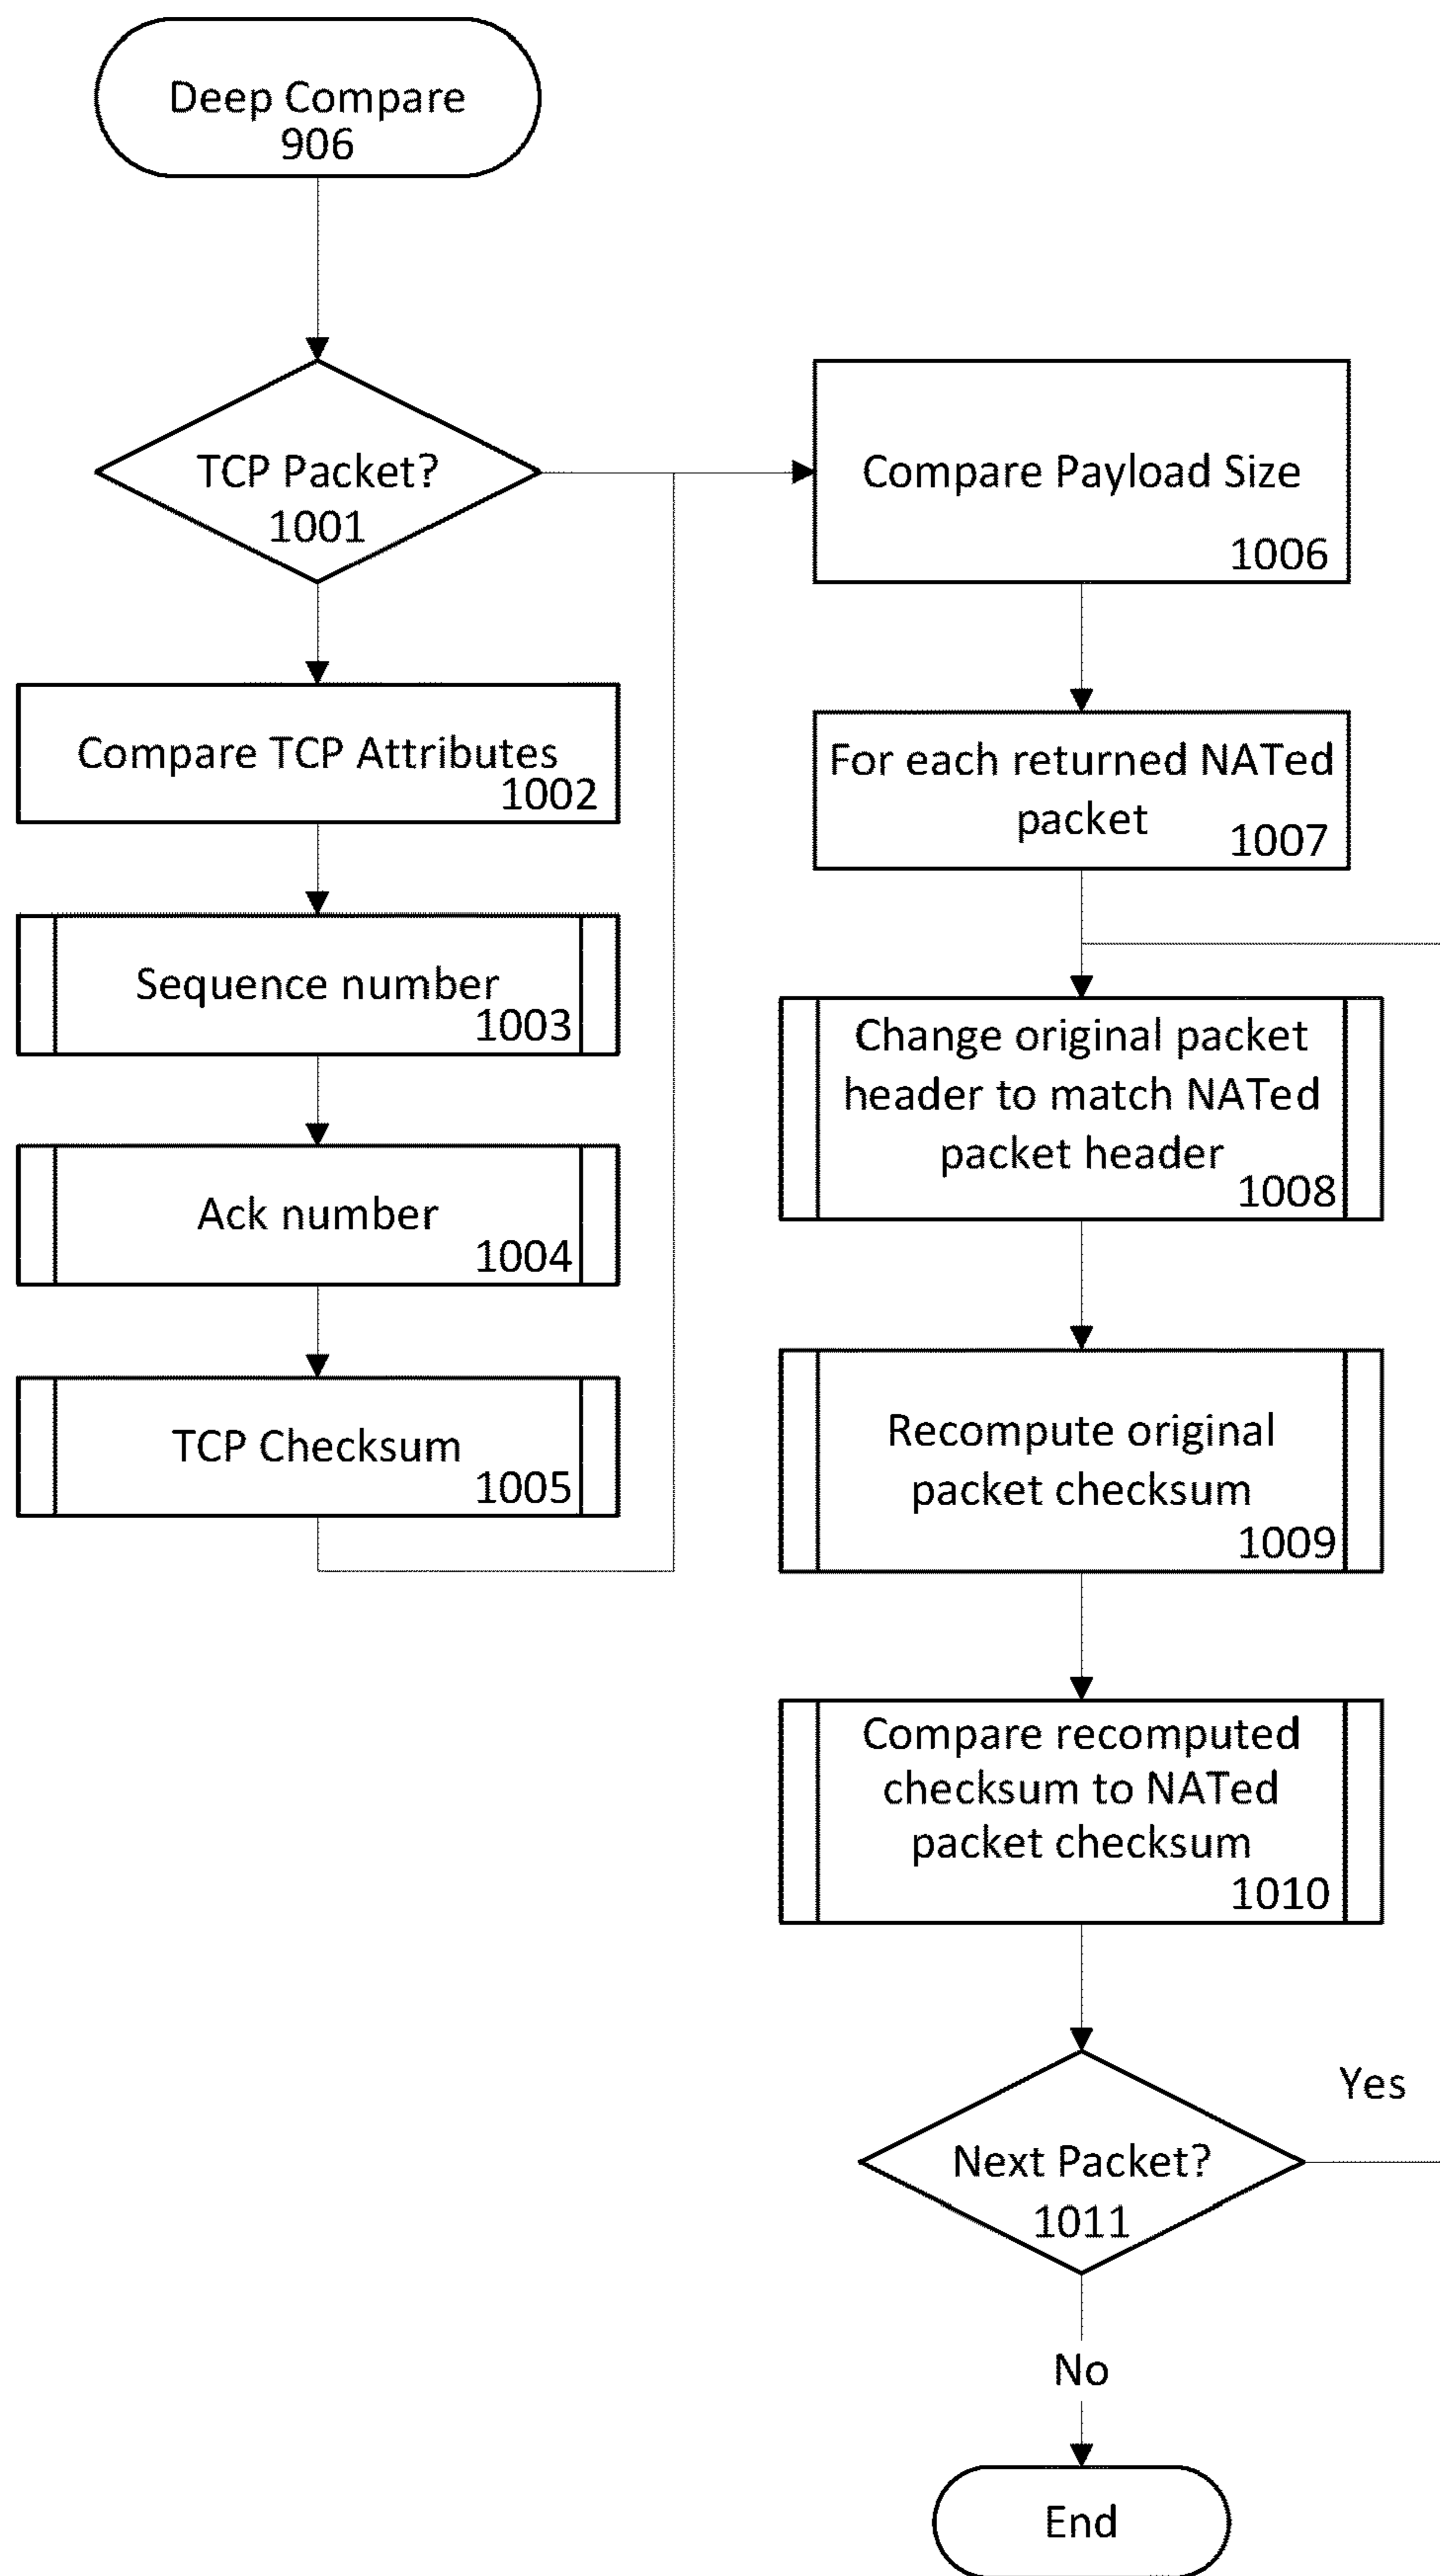 Deep Compare
906
TCP Packet?
1001
Compare TCP Attributes
1002
Sequence number
1003
Ack number
1004
TCP Checksum
1005
Compare Payload Size
1006
For each returned NATed
packet
1007
Change original packet
header to match NATed
packet header
1008
Recompute original
packet checksum
1009
Compare recomputed
checksum to NATed
packet checksum
1010
Yes
Next Packet?
1011
No
End